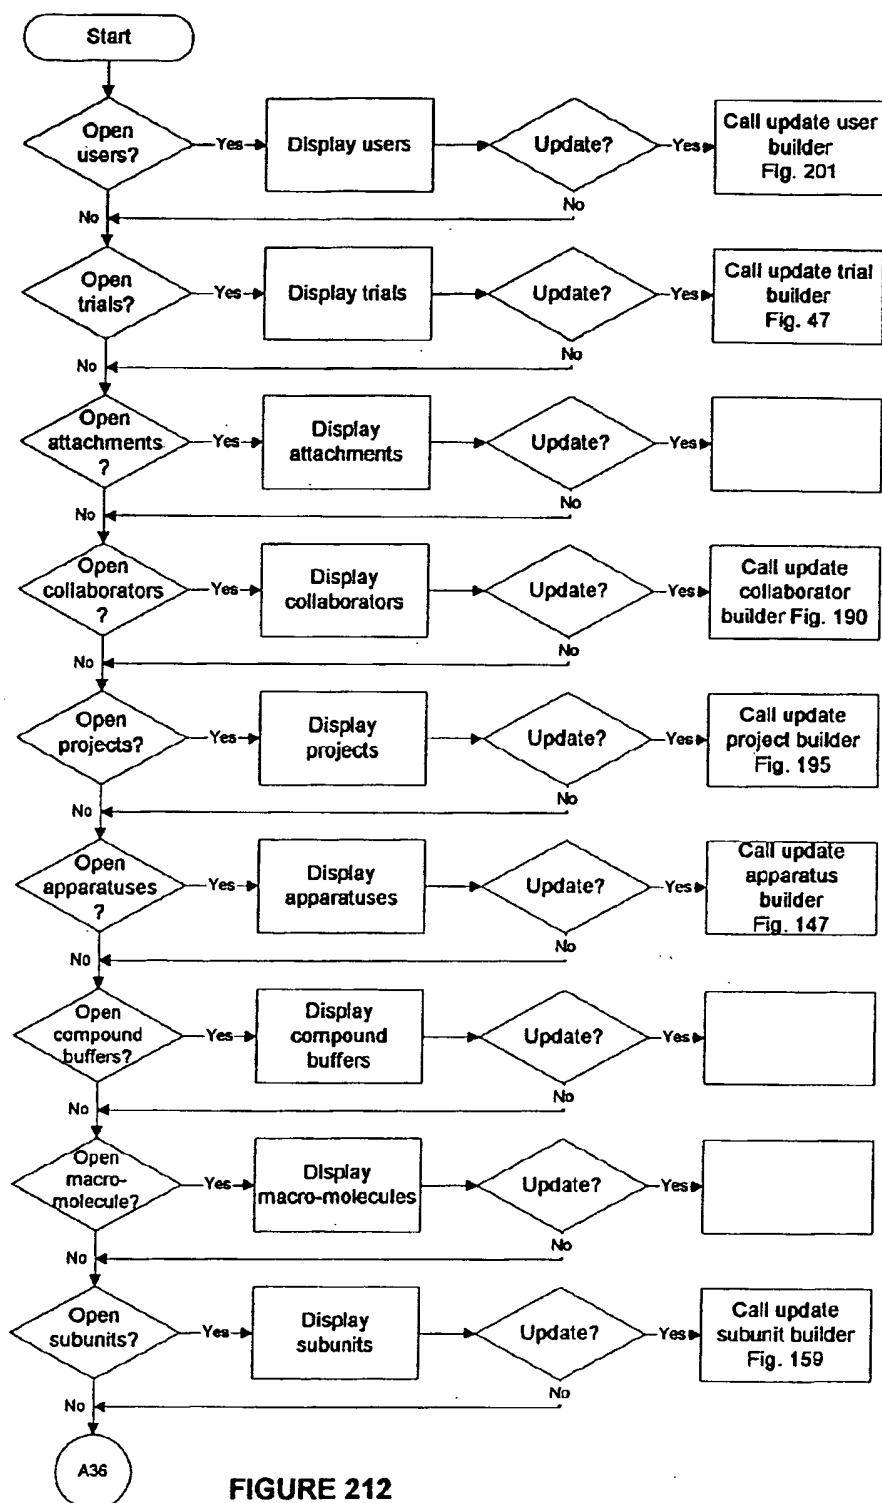 Start
Open
users?
Yes
Display users
Update?
Yes
Call update user
builder
Fig. 201
No
No
Open
trials?
Yes
Display trials
Update?
Yes
Call update trial
builder
Fig. 47
No
No
Open
attachments
?
Yes
Display
attachments
Update?
Yes
No
No
Open
collaborators
?
Yes
Display
collaborators
Update?
Yes
Call update
collaborator
builder Fig. 190
No
No
Open
projects?
Yes
Display
projects
Update?
Yes
Call update
project builder
Fig. 195
No
No
Open
apparatuses
?
Yes
Display
apparatuses
Update?
Yes
Call update
apparatus
builder
Fig. 147
No
No
Open
compound
buffers?
Yes
Display
compound
buffers
Update?
Yes
No
No
Open
macro-
molecule?
Yes
Display
macro-molecules
Update?
Yes
No
No
Open
subunits?
Yes
Display
subunits
Update?
Yes
Call update
subunit builder
Fig. 159
No
No
A36
FIGURE 212